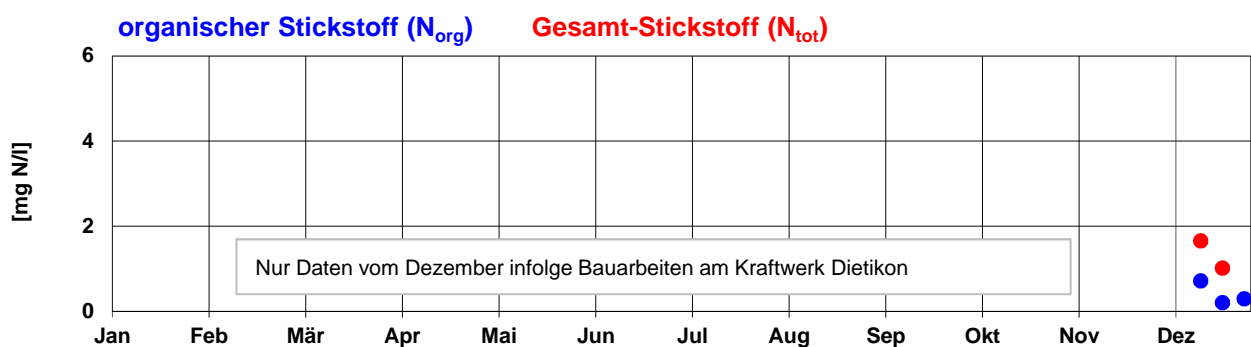 organischer Stickstoff (Norg) Gesamt-Stickstoff (Ntot)
6
4
[mg N/l]
2
Nur Daten vom Dezember infolge Bauarbeiten am Kraftwerk Dietikon
0
Jan Feb Mär Apr Mai Jun Jul Aug Sep Okt Nov Dez